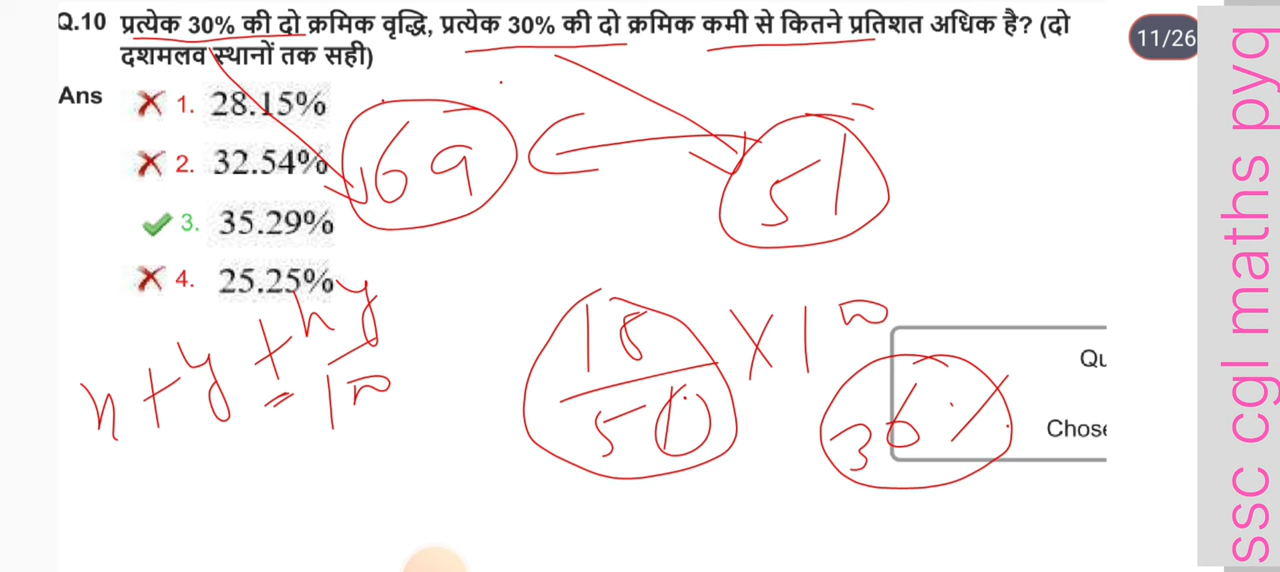 Q.10 प्रत्येक 30% की दो क्रमिक वृद्धि, प्रत्येक 30% की दो क्रमिक कमी से कितने प्रतिशत अधिक है? (दो
दशमलव स्थानों तक सही)
11/26
Ans 1. 28.15%
2. 32.54%
3. 35.29%
4. 25.25%
69
51
18/50 X 100
36%
x+y+xy/100
Qu
Chose
ssc cgl maths pyq